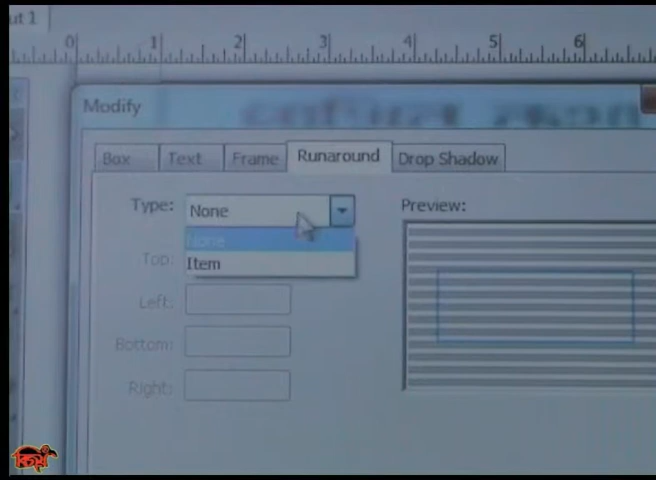 ut 1
0 1 2 3 4 5 6
Modify
Box Text Frame Runaround Drop Shadow
Type: None Preview:
None
Item
Top:
Left:
Bottom:
Right: